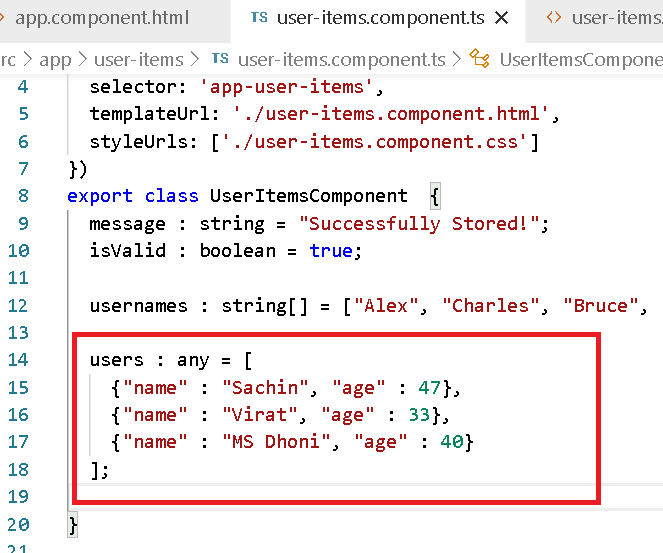 app.component.html TS user-items.component.ts × <> user-items.
rc > app > user-items > TS user-items.component.ts > UserItemsCompone
4 selector: 'app-user-items',
5 templateUrl: './user-items.component.html',
6 styleUrls: ['./user-items.component.css']
7 })
8 export class UserItemsComponent {
9 message : string = "Successfully Stored!";
10 isValid : boolean = true;
11
12 usernames : string[] = ["Alex", "Charles", "Bruce",
13
14 users : any = [
15 {"name" : "Sachin", "age" : 47},
16 {"name" : "Virat", "age" : 33},
17 {"name" : "MS Dhoni", "age" : 40}
18 ];
19
20 }
21